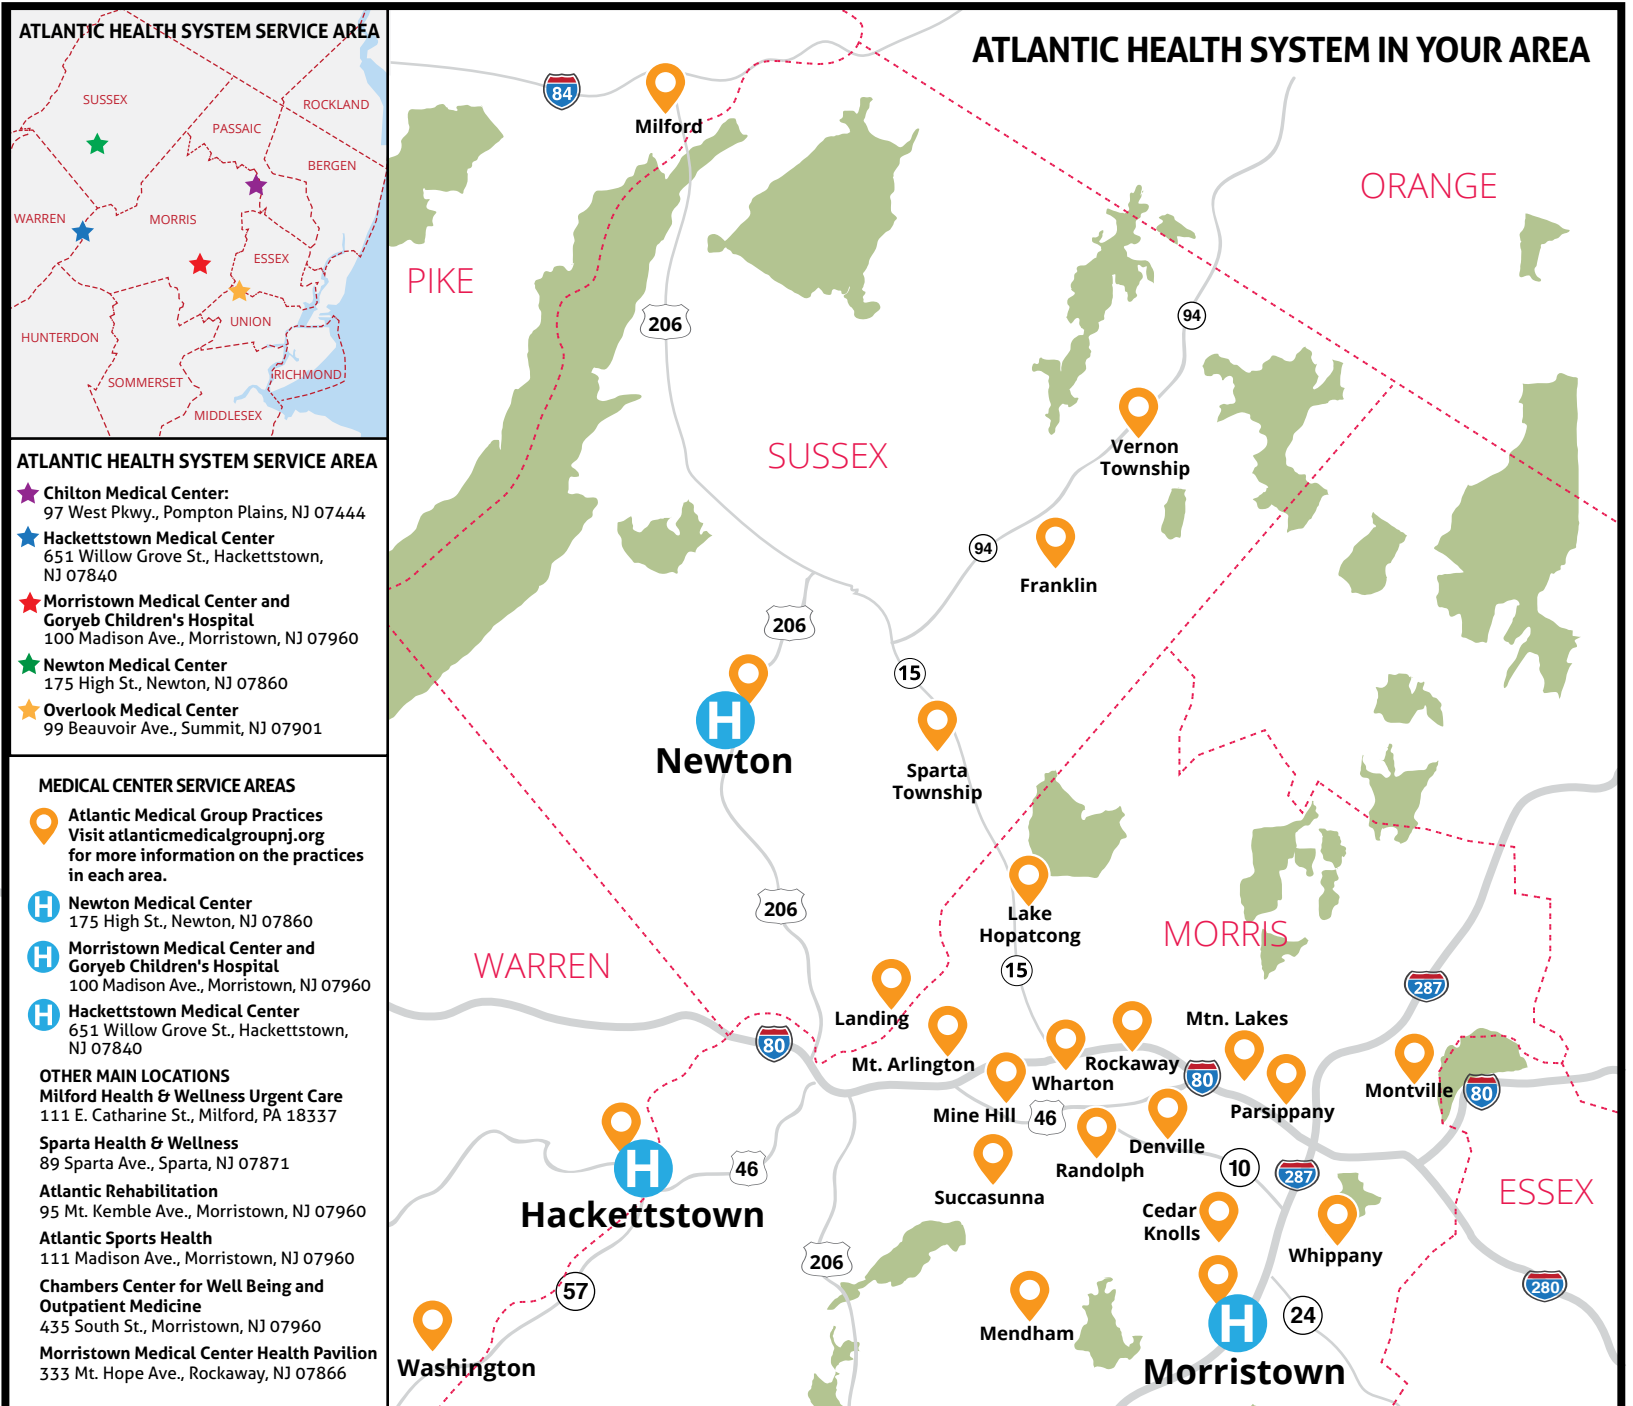 ATLANTIC HEALTH SYSTEM SERVICE AREA
SUSSEX
ROCKLAND
PASSAIC
BERGEN
WARREN
MORRIS
ESSEX
UNION
HUNTERDON
RICHMOND
SOMMERSET
MIDDLESEX
ATLANTIC HEALTH SYSTEM SERVICE AREA
Chilton Medical Center:
97 West Pkwy., Pompton Plains, NJ 07444
Hackettstown Medical Center
651 Willow Grove St., Hackettstown,
NJ 07840
Morristown Medical Center and
Goryeb Children's Hospital
100 Madison Ave., Morristown, NJ 07960
Newton Medical Center
175 High St., Newton, NJ 07860
Overlook Medical Center
99 Beauvoir Ave., Summit, NJ 07901
MEDICAL CENTER SERVICE AREAS
Atlantic Medical Group Practices
Visit atlanticmedicalgroupnj.org
for more information on the practices
in each area.
H
Newton Medical Center
175 High St., Newton, NJ 07860
H
Morristown Medical Center and
Goryeb Children's Hospital
100 Madison Ave., Morristown, NJ 07960
H
Hackettstown Medical Center
651 Willow Grove St., Hackettstown,
NJ 07840
OTHER MAIN LOCATIONS
Milford Health & Wellness Urgent Care
111 E. Catharine St., Milford, PA 18337
Sparta Health & Wellness
89 Sparta Ave., Sparta, NJ 07871
Atlantic Rehabilitation
95 Mt. Kemble Ave., Morristown, NJ 07960
Atlantic Sports Health
111 Madison Ave., Morristown, NJ 07960
Chambers Center for Well Being and
Outpatient Medicine
435 South St., Morristown, NJ 07960
Morristown Medical Center Health Pavilion
333 Mt. Hope Ave., Rockaway, NJ 07866
ATLANTIC HEALTH SYSTEM IN YOUR AREA
84
Milford
ORANGE
PIKE
206
94
SUSSEX
Vernon
Township
94
Franklin
206
15
H
Newton
Sparta
Township
206
Lake
Hopatcong
MORRIS
WARREN
15
287
Landing
Mtn. Lakes
80
Mt. Arlington
Wharton
Rockaway
80
Montville
80
Mine Hill
46
Parsippany
Denville
Randolph
H
46
10
287
Succasunna
Hackettstown
Cedar
Knolls
ESSEX
Whippany
206
57
280
H
24
Mendham
Washington
Morristown